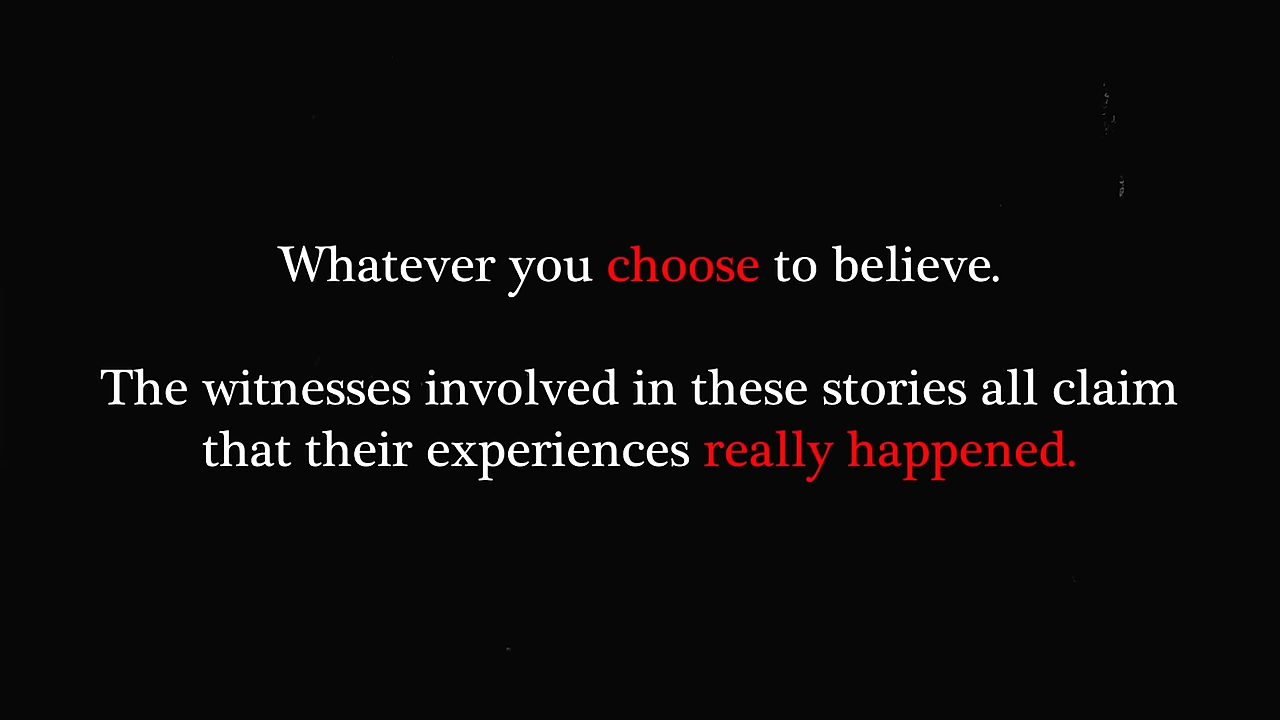 Whatever you choose to believe.
The witnesses involved in these stories all claim
that their experiences really happened.